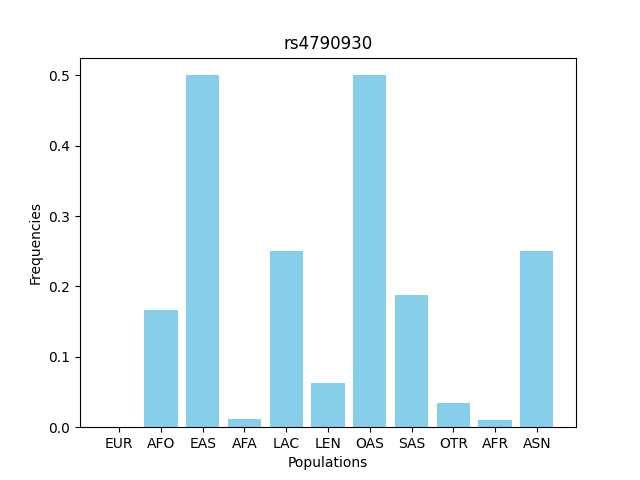 rs4790930
0.5
0.4
0.3
0.2
0.1
0.0
Frequencies
EUR AFO EAS AFA LAC LEN OAS SAS OTR AFR ASN
Populations